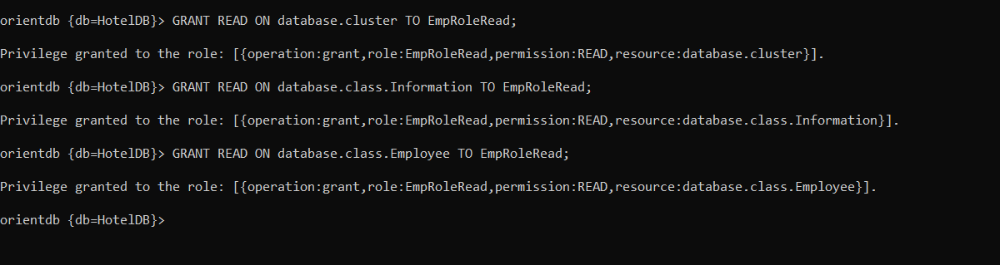 orientdb {db=HotelDB}> GRANT READ ON database.cluster TO EmpRoleRead;
Privilege granted to the role: [{operation:grant,role:EmpRoleRead,permission:READ,resource:database.cluster}].
orientdb {db=HotelDB}> GRANT READ ON database.class.Information TO EmpRoleRead;
Privilege granted to the role: [{operation:grant,role:EmpRoleRead,permission:READ,resource:database.class.Information}].
orientdb {db=HotelDB}> GRANT READ ON database.class.Employee TO EmpRoleRead;
Privilege granted to the role: [{operation:grant,role:EmpRoleRead,permission:READ,resource:database.class.Employee}].
orientdb {db=HotelDB}>